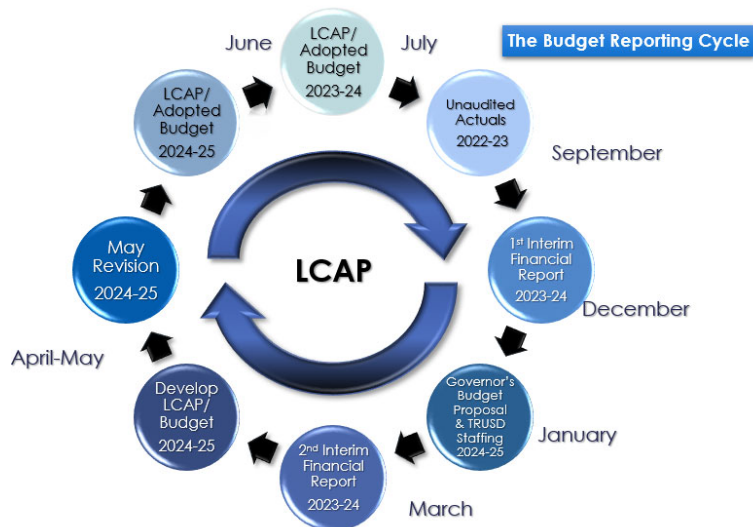 The Budget Reporting Cycle
LCAP/
Adopted
Budget
2023-24
July
Unaudited
Actuals
2022-23
September
1st Interim
Financial
Report
2023-24
December
Governor's
Budget
Proposal
& TRUSD
Staffing
2024-25
January
2nd Interim
Financial
Report
2023-24
March
Develop
LCAP/
Budget
2024-25
April-May
May
Revision
2024-25
LCAP/
Adopted
Budget
2024-25
June
LCAP